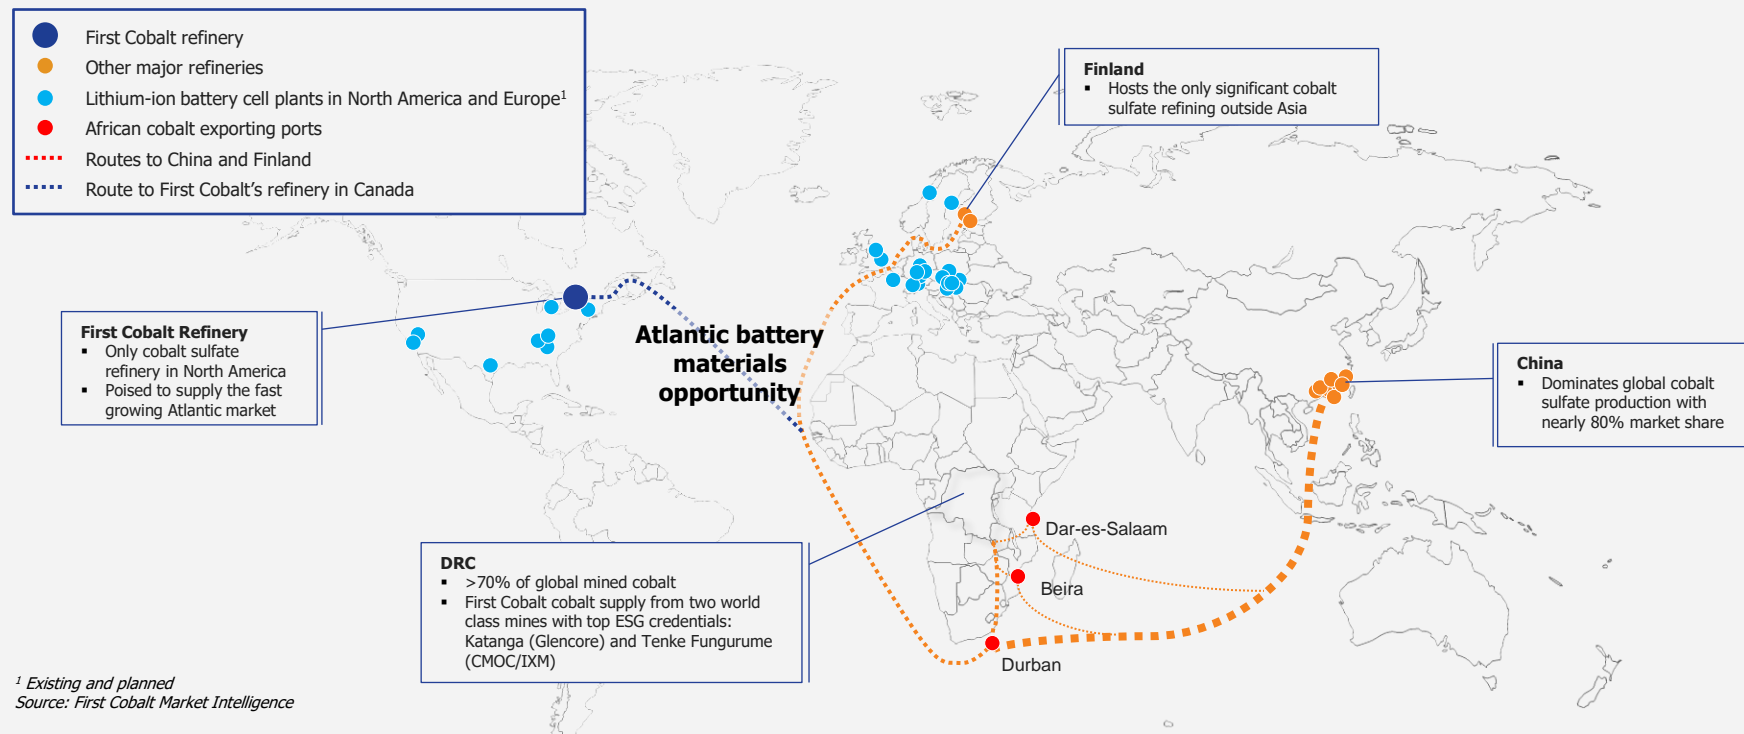 First Cobalt refinery
Other major refineries
Lithium-ion battery cell plants in North America and Europe¹
African cobalt exporting ports
Routes to China and Finland
Route to First Cobalt's refinery in Canada
Finland
▪ Hosts the only significant cobalt
sulfate refining outside Asia
First Cobalt Refinery
▪ Only cobalt sulfate
refinery in North America
▪ Poised to supply the fast
growing Atlantic market
Atlantic battery
materials
opportunity
China
▪ Dominates global cobalt
sulfate production with
nearly 80% market share
DRC
▪ >70% of global mined cobalt
▪ First Cobalt cobalt supply from two world
class mines with top ESG credentials:
Katanga (Glencore) and Tenke Fungurume
(CMOC/IXM)
Dar-es-Salaam
Beira
Durban
¹ Existing and planned
Source: First Cobalt Market Intelligence